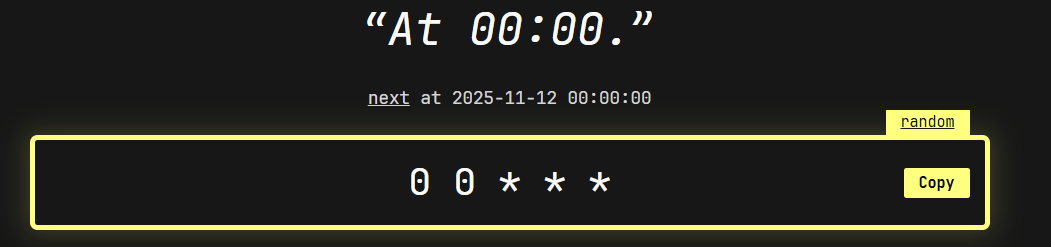 “At 00:00.”
next at 2025-11-12 00:00:00
random
0 0 * * *
Copy